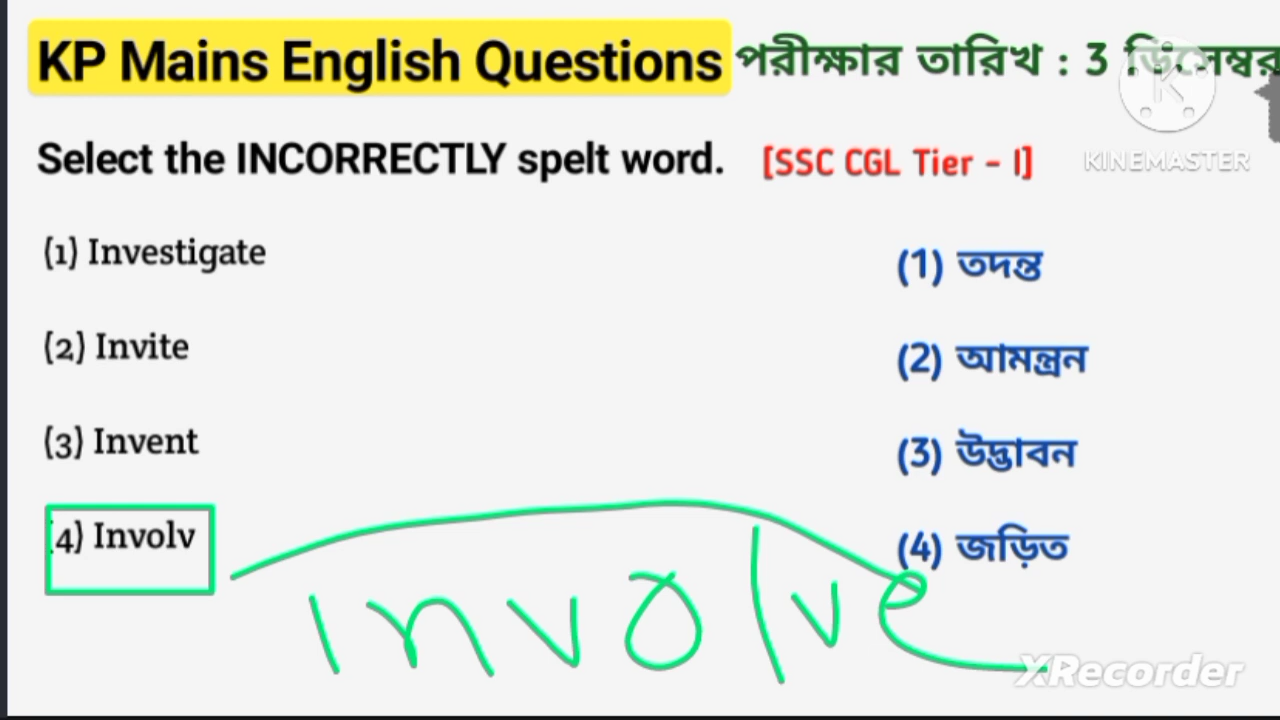 KP Mains English Questions পরীক্ষার তারিখ : 3 ডিসেম্বর
KINEMASTER
Select the INCORRECTLY spelt word. [SSC CGL Tier - I]
(1) Investigate (1) তদন্ত
(2) Invite (2) আমন্ত্রন
(3) Invent (3) উদ্ভাবন
(4) Involv (4) জড়িত
Involve
XRecorder